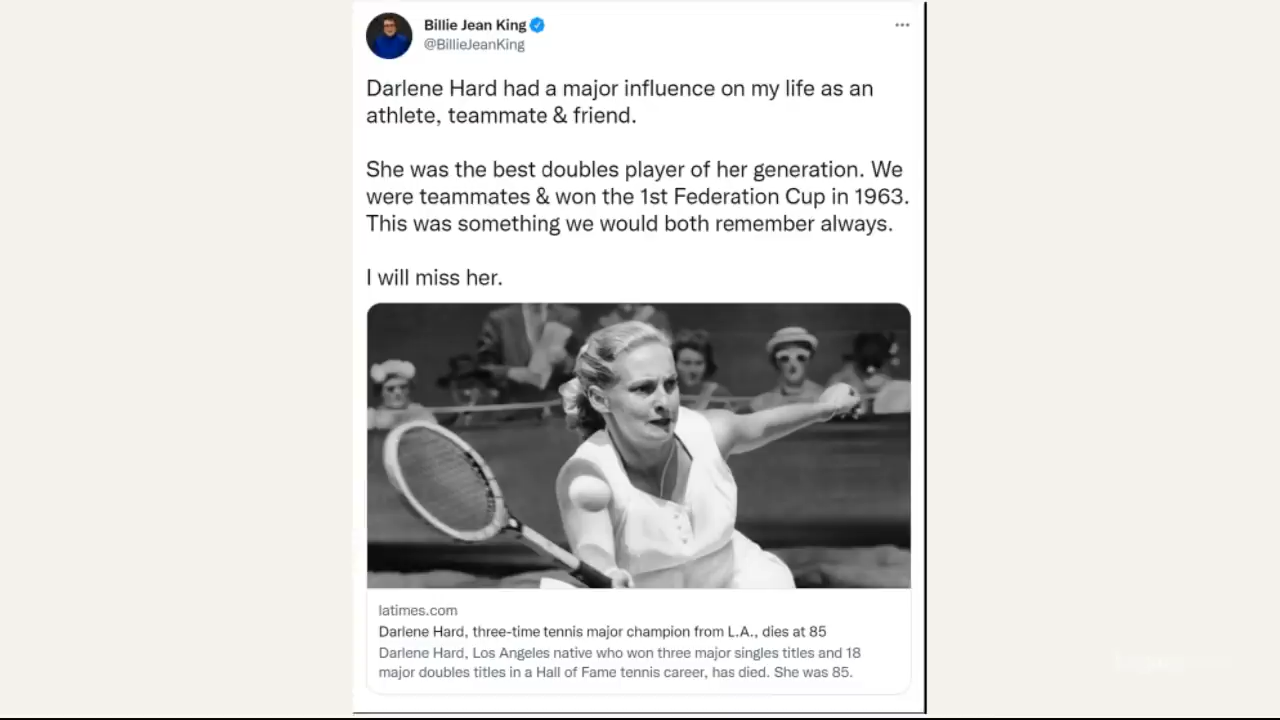 Billie Jean King
@BillieJeanKing
Darlene Hard had a major influence on my life as an
athlete, teammate & friend.
She was the best doubles player of her generation. We
were teammates & won the 1st Federation Cup in 1963.
This was something we would both remember always.
I will miss her.
latimes.com
Darlene Hard, three-time tennis major champion from L.A., dies at 85
Darlene Hard, Los Angeles native who won three major singles titles and 18
major doubles titles in a Hall of Fame tennis career, has died. She was 85.